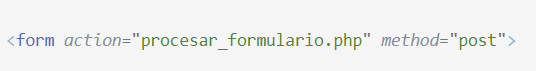 <form action="procesar_formulario.php" method="post">